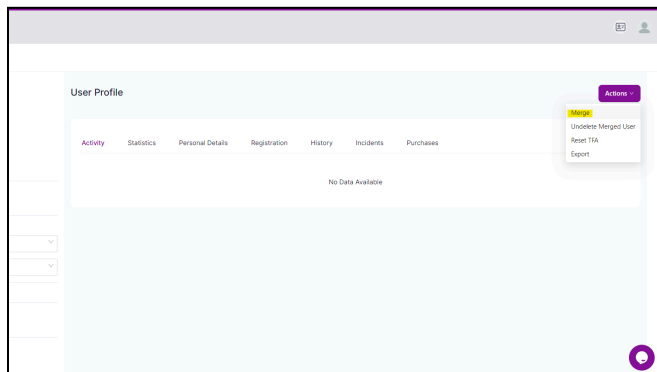 User Profile
Actions
Merge
Undelete Merged User
Reset TFA
Export
Activity Statistics Personal Details Registration History Incidents Purchases
No Data Available